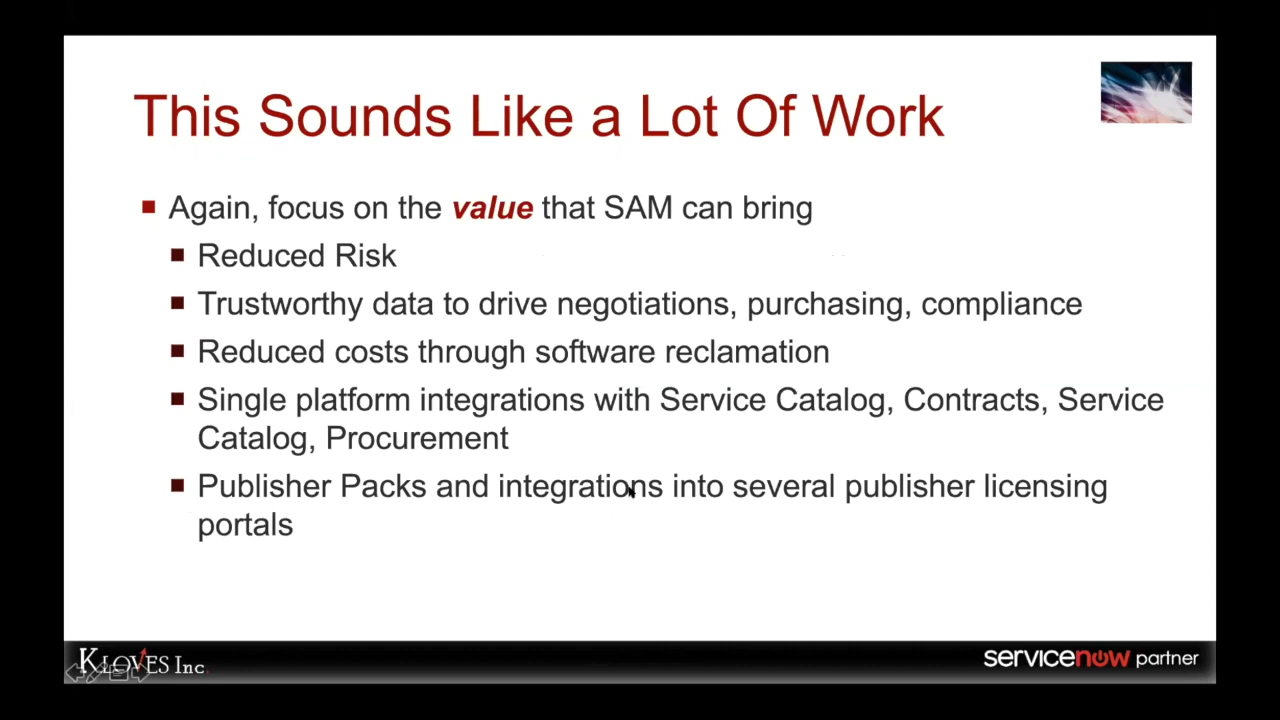 This Sounds Like a Lot Of Work
Again, focus on the value that SAM can bring
Reduced Risk
Trustworthy data to drive negotiations, purchasing, compliance
Reduced costs through software reclamation
Single platform integrations with Service Catalog, Contracts, Service
Catalog, Procurement
Publisher Packs and integrations into several publisher licensing
portals
KLOVES Inc.
servicenow partner